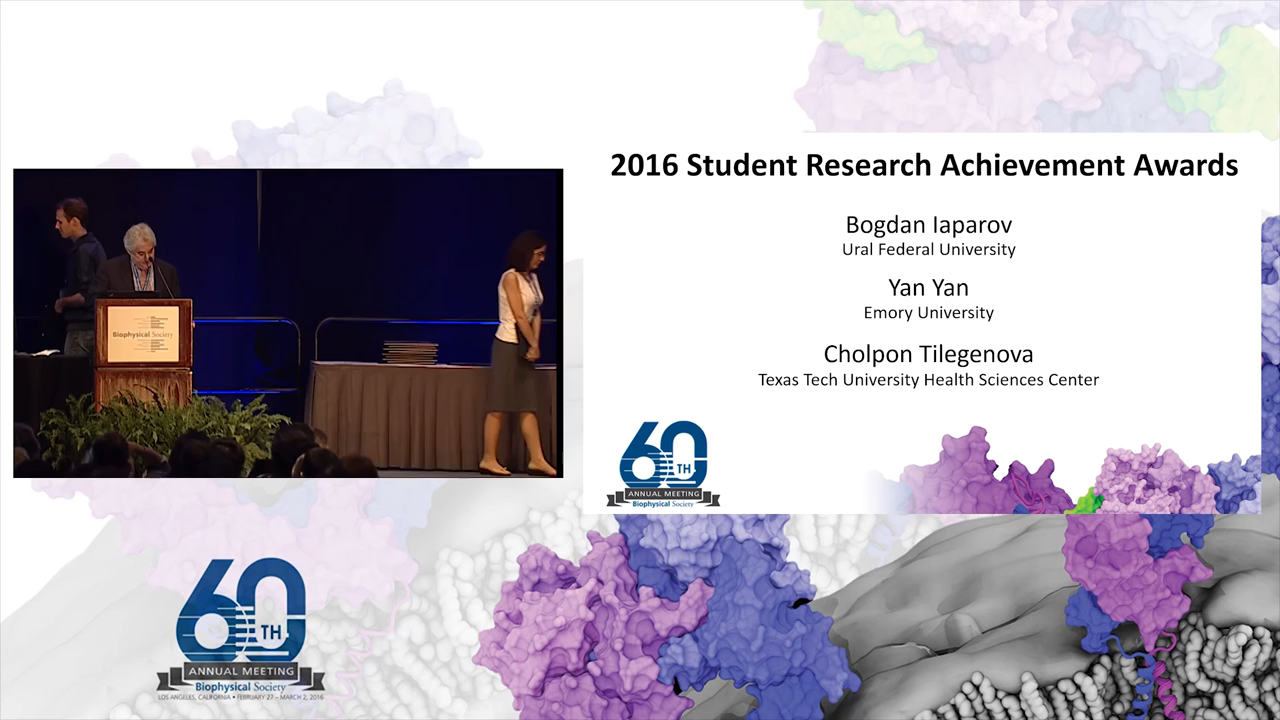 2016 Student Research Achievement Awards
Bogdan Iaparov
Ural Federal University
Yan Yan
Emory University
Cholpon Tilegenova
Texas Tech University Health Sciences Center
60TH
ANNUAL MEETING
Biophysical Society
Biophysical Society
60TH
ANNUAL MEETING
Biophysical Society
LOS ANGELES, CALIFORNIA • FEBRUARY 27 – MARCH 2, 2016